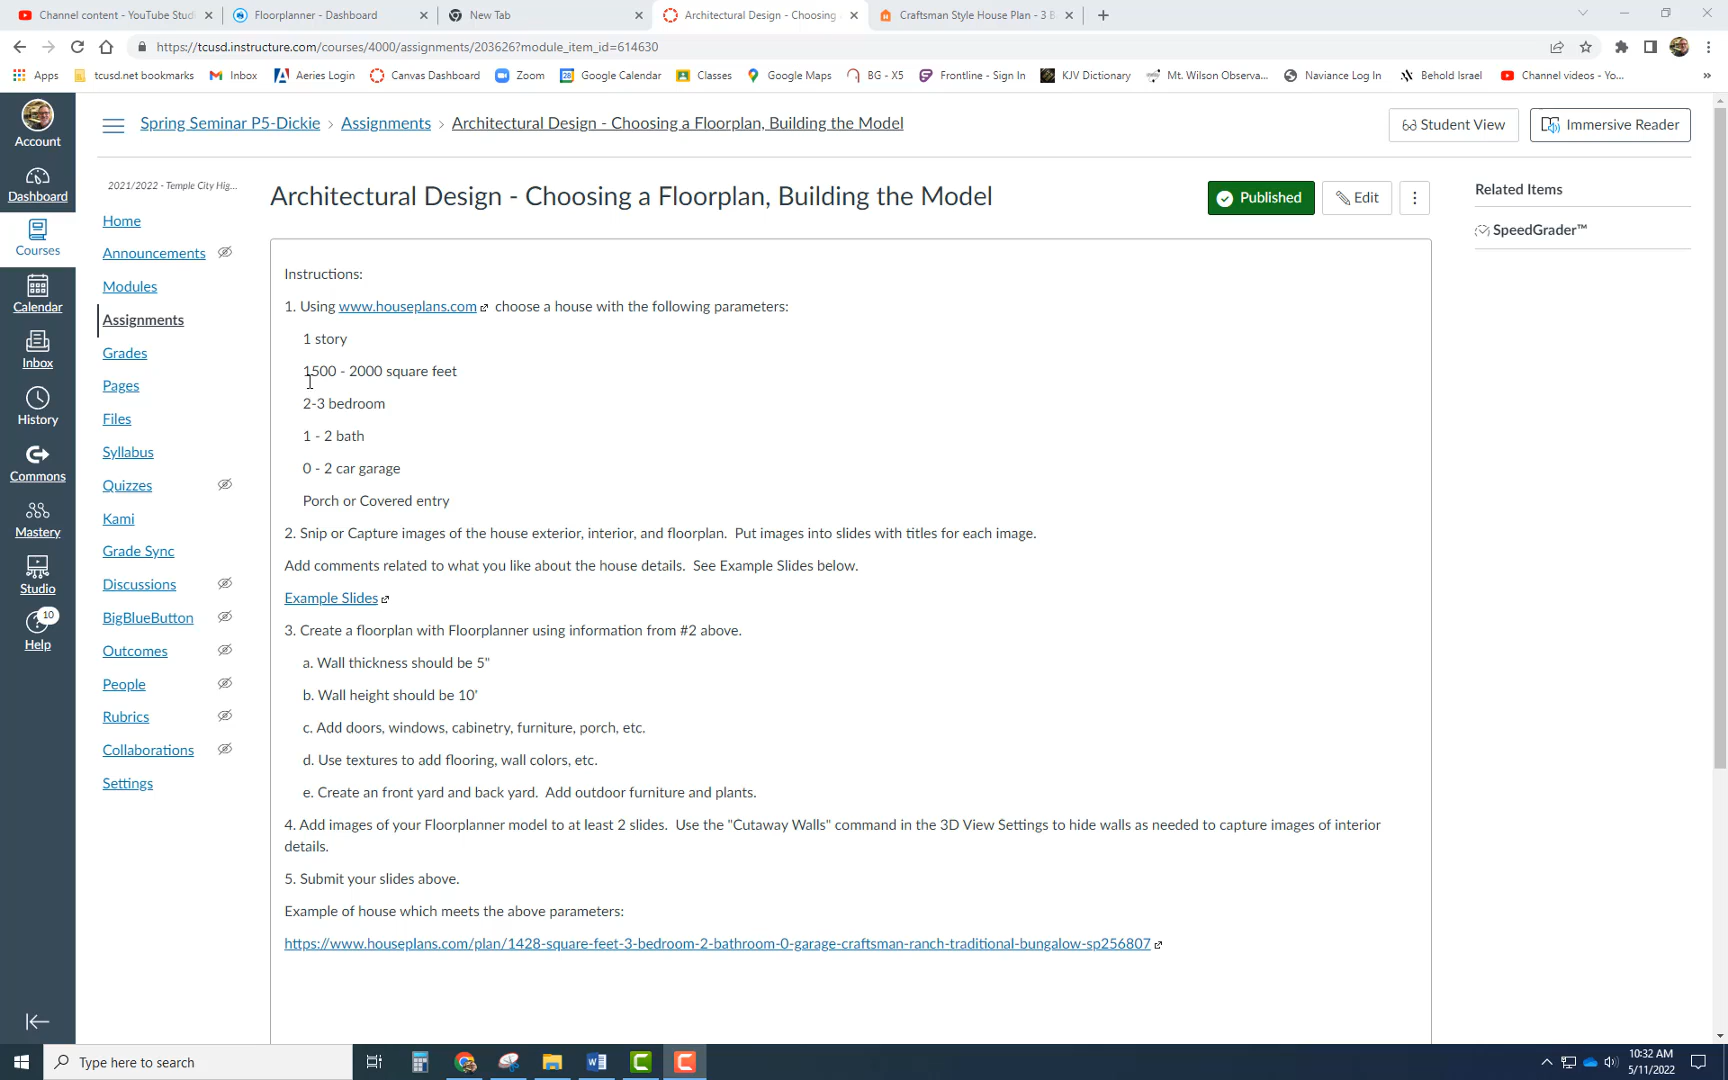 Channel content - YouTube Stud
Floorplanner - Dashboard
New Tab
Architectural Design - Choosing
Craftsman Style House Plan - 3 B
https://tcusd.instructure.com/courses/4000/assignments/203626?module_item_id=614630
Apps
tcusd.net bookmarks
Inbox
Aeries Login
Canvas Dashboard
Zoom
Google Calendar
Classes
Google Maps
BG - X5
Frontline - Sign In
KJV Dictionary
Mt. Wilson Observa...
Naviance Log In
Behold Israel
Channel videos - Yo...
Account
Dashboard
Courses
Calendar
Inbox
History
Commons
Mastery
Studio
10
Help
Spring Seminar P5-Dickie › Assignments › Architectural Design - Choosing a Floorplan, Building the Model
Student View
Immersive Reader
2021/2022 - Temple City Hig...
Home
Announcements
Modules
Assignments
Grades
Pages
Files
Syllabus
Quizzes
Kami
Grade Sync
Discussions
BigBlueButton
Outcomes
People
Rubrics
Collaborations
Settings
Architectural Design - Choosing a Floorplan, Building the Model
Published
Edit
Related Items
SpeedGrader™
Instructions:
1. Using www.houseplans.com choose a house with the following parameters:
1 story
1500 - 2000 square feet
2-3 bedroom
1 - 2 bath
0 - 2 car garage
Porch or Covered entry
2. Snip or Capture images of the house exterior, interior, and floorplan. Put images into slides with titles for each image.
Add comments related to what you like about the house details. See Example Slides below.
Example Slides
3. Create a floorplan with Floorplanner using information from #2 above.
a. Wall thickness should be 5"
b. Wall height should be 10'
c. Add doors, windows, cabinetry, furniture, porch, etc.
d. Use textures to add flooring, wall colors, etc.
e. Create an front yard and back yard. Add outdoor furniture and plants.
4. Add images of your Floorplanner model to at least 2 slides. Use the "Cutaway Walls" command in the 3D View Settings to hide walls as needed to capture images of interior
details.
5. Submit your slides above.
Example of house which meets the above parameters:
https://www.houseplans.com/plan/1428-square-feet-3-bedroom-2-bathroom-0-garage-craftsman-ranch-traditional-bungalow-sp256807
Type here to search
10:32 AM
5/11/2022